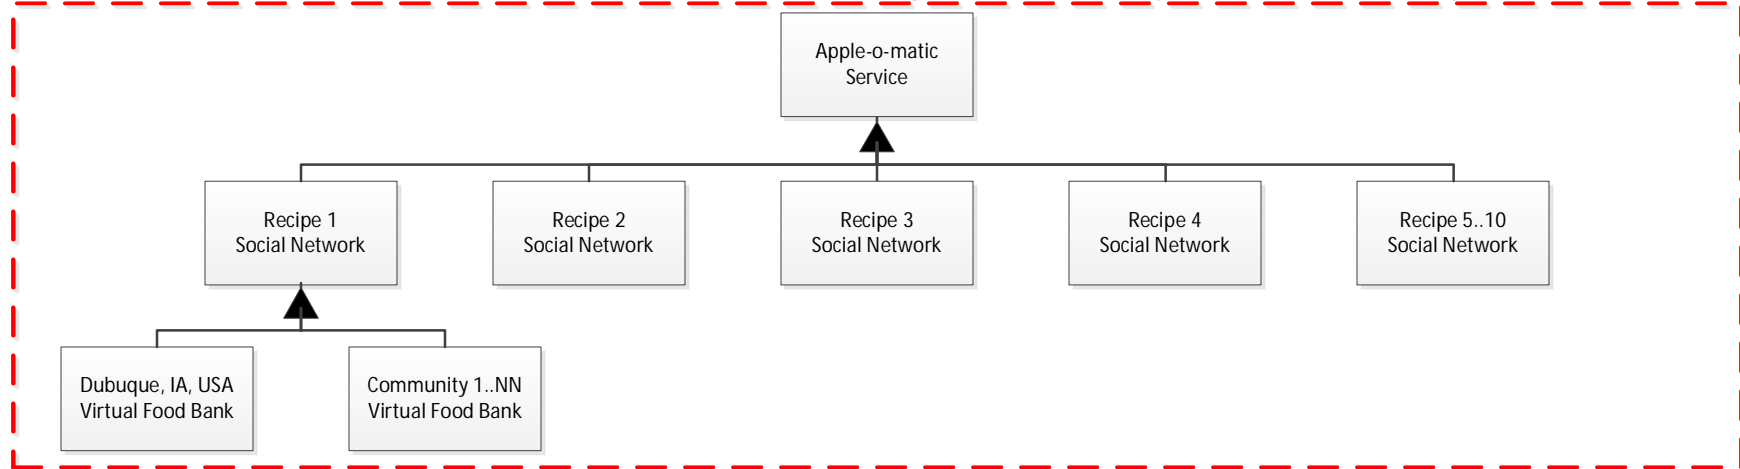 Apple-o-matic
Service
Recipe 1
Social Network
Recipe 2
Social Network
Recipe 3
Social Network
Recipe 4
Social Network
Recipe 5..10
Social Network
Dubuque, IA, USA
Virtual Food Bank
Community 1..NN
Virtual Food Bank